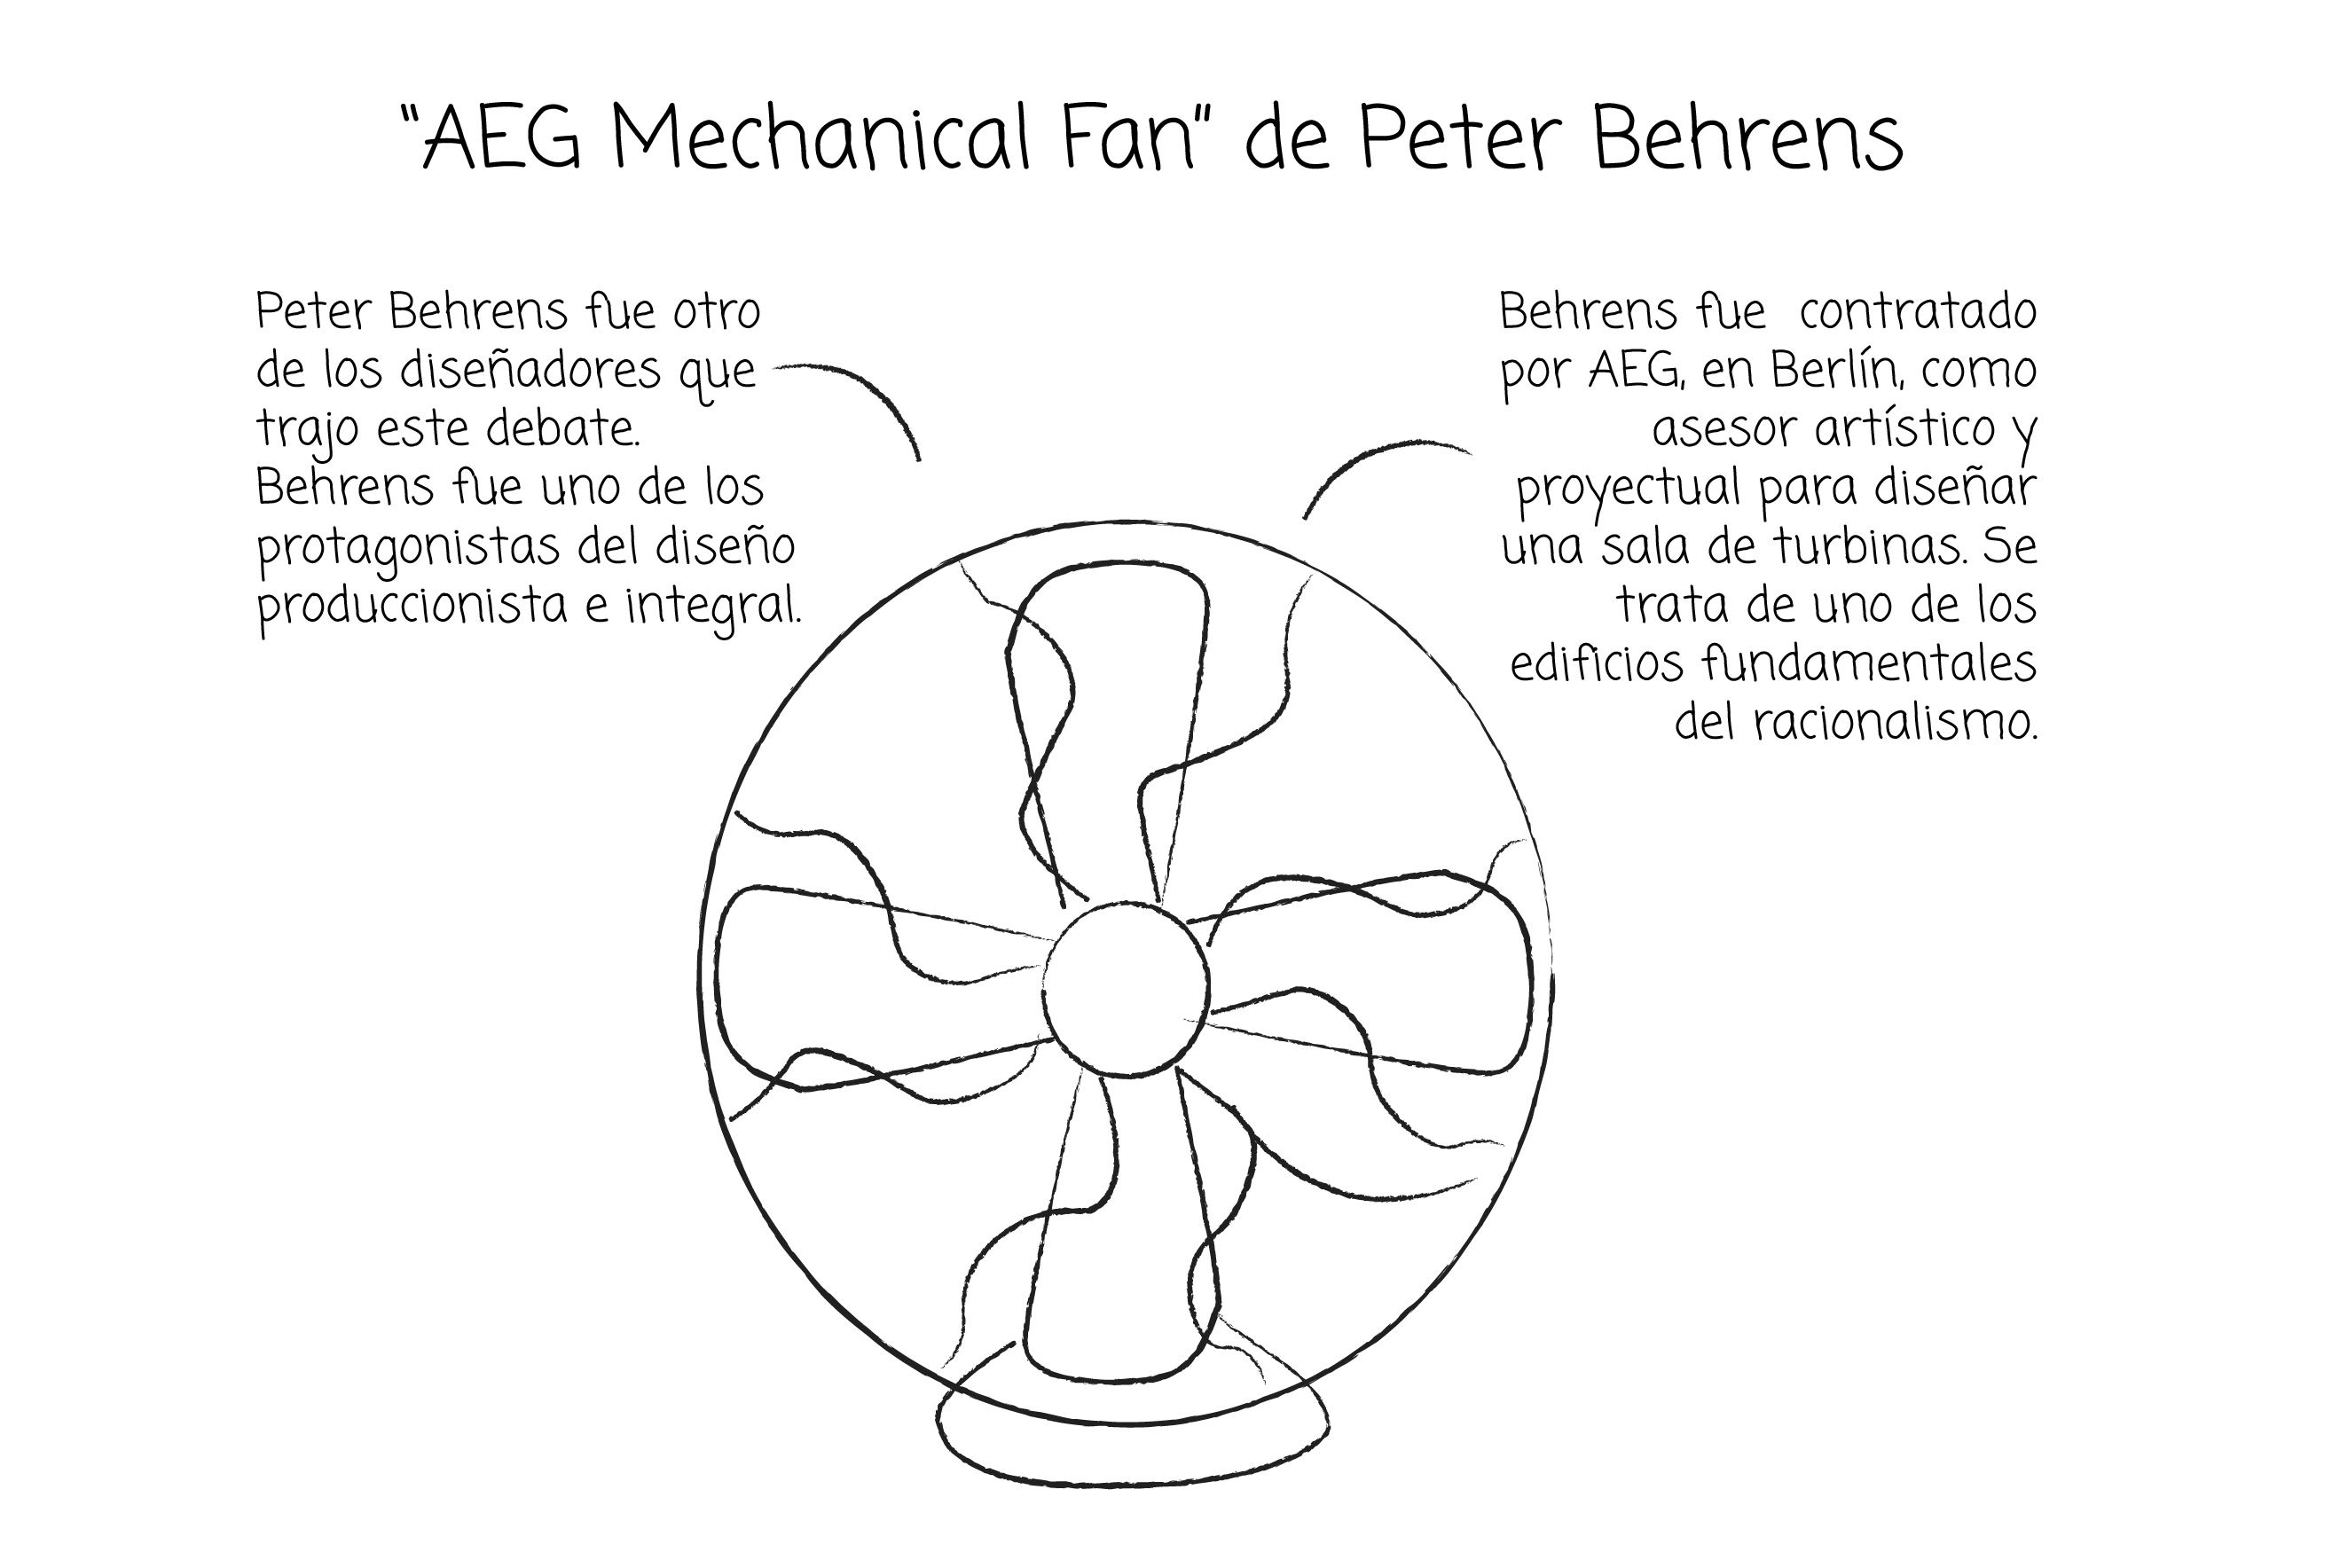 "AEG Mechanical Fan" de Peter Behrens
Peter Behrens fue otro
de los diseñadores que
trajo este debate.
Behrens fue uno de los
protagonistas del diseño
produccionista e integral.
Behrens fue contratado
por AEG, en Berlín, como
asesor artístico y
proyectual para diseñar
una sala de turbinas. Se
trata de uno de los
edificios fundamentales
del racionalismo.